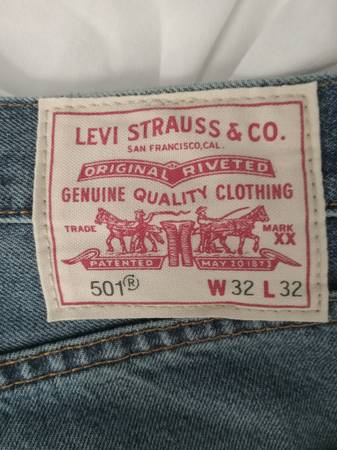 LEVI STRAUSS & CO.
SAN FRANCISCO, CAL.
ORIGINAL RIVETED
GENUINE QUALITY CLOTHING
TRADE MARK
XX
PATENTED MAY 20 1873
501® W 32 L 32